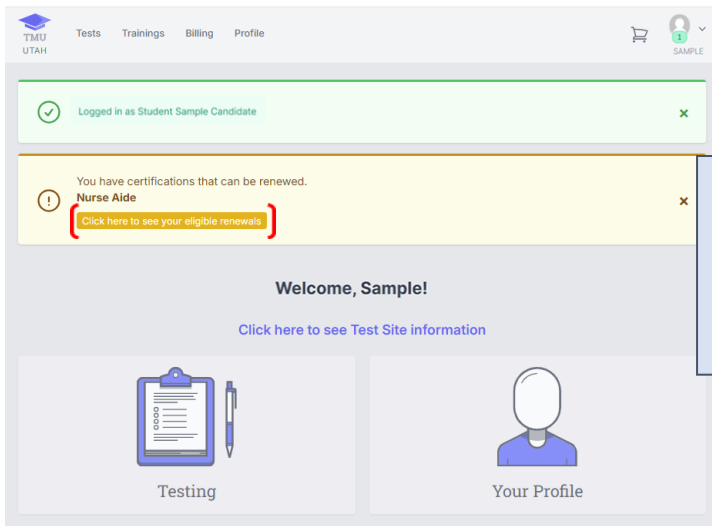 TMU
UTAH
Tests Trainings Billing Profile
1
SAMPLE
Logged in as Student Sample Candidate
×
You have certifications that can be renewed.
Nurse Aide
Click here to see your eligible renewals
×
Welcome, Sample!
Click here to see Test Site information
Testing
Your Profile